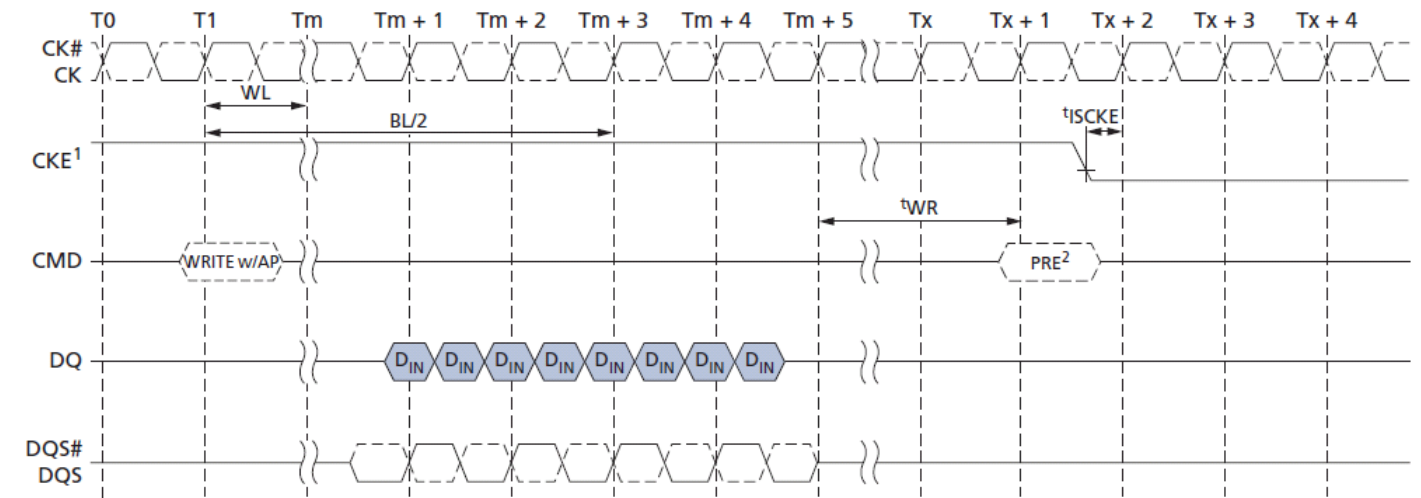 T0 T1 Tm Tm + 1 Tm + 2 Tm + 3 Tm + 4 Tm + 5 Tx Tx + 1 Tx + 2 Tx + 3 Tx + 4
CK#
CK
WL
BL/2
tISCKE
CKE1
tWR
CMD WRITE w/AP PRE2
DQ DIN DIN DIN DIN DIN DIN DIN DIN
DQS#
DQS